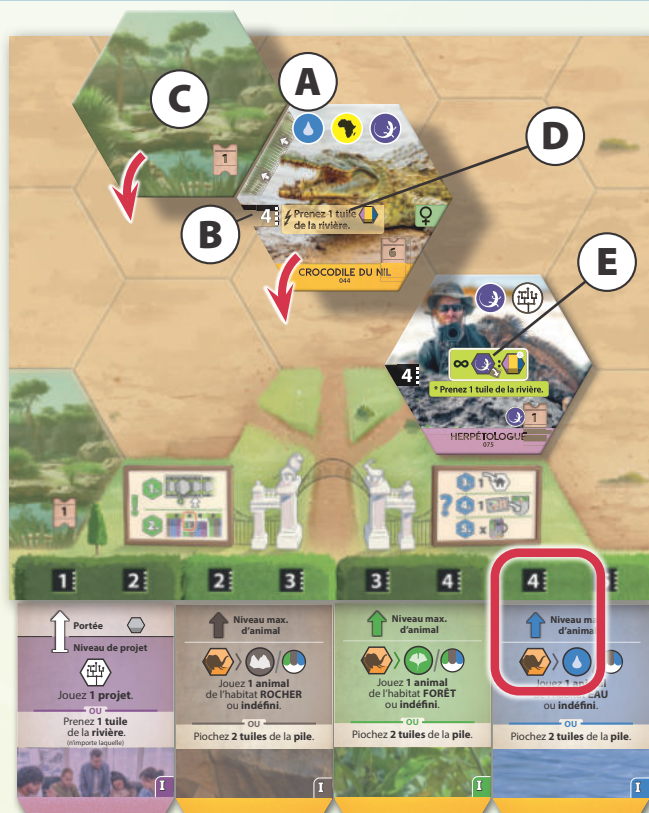 C
1
A
D
B
4
Prenez 1 tuile
de la rivière.
6
CROCODILE DU NIL
044
E
4
∞ :
* Prenez 1 tuile de la rivière.
1
HERPÉTOLOGUE
075
1
!
1.
2.
?
3. 1
4. 1
5. x
1 2 2 3 3 4 4
Portée
Niveau de projet
Jouez 1 projet.
OU
Prenez 1 tuile
de la rivière.
(n'importe laquelle)
I
Niveau max.
d'animal
> /
Jouez 1 animal
de l'habitat ROCHER
ou indéfini.
OU
Piochez 2 tuiles de la pile.
I
Niveau max.
d'animal
> /
Jouez 1 animal
de l'habitat FORÊT
ou indéfini.
OU
Piochez 2 tuiles de la pile.
I
Niveau max.
d'animal
> /
Jouez 1 animal
EAU
ou indéfini.
OU
Piochez 2 tuiles de la pile.
I